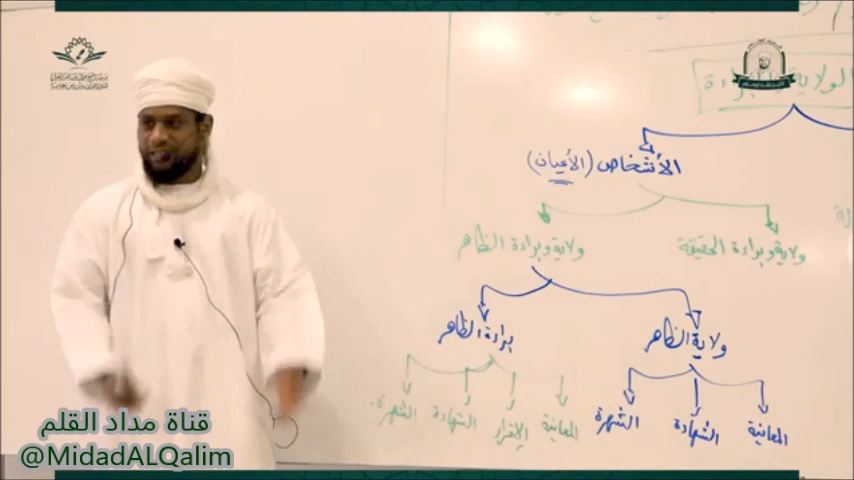 الولاية
الأشخاص (الأعيان)
ولاية وبراءة الحقيقة
ولاية وبراءة الظاهر
ولاية الظاهر
براءة الظاهر
المعاينة
الشهادة
الشهرة
المعاينة
الإقرار
الشهادة
الشهرة
قناة مداد القلم
@MidadALQalim